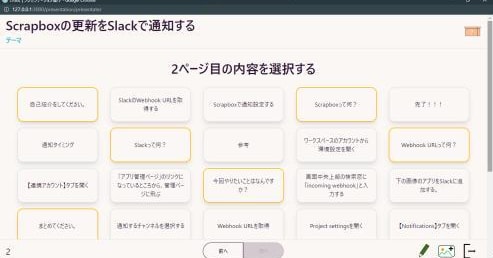 127.0.0.1
Scrapboxの更新をSlackで通知する
テーマ
2ページ目の内容を選択する
自己紹介をしてください。
SlackのWebhook URLを取
得する
Scrapboxで通知設定する
Scrapboxって何？
完了！！！
通知タイミング
Slackって何？
参考
ワークスペースのアカウントから
環境設定を開く
Webhook URLって何？
【連携アカウント】タブを開く
「アプリ管理ページ」のリンクに
なっているところから、管理ペー
ジに飛ぶ
今回やりたいことはなんです
か？
画面中央上部の検索窓に
「incoming webhook」と入
力する
下の画像のアプリをSlackに追
加する。
まとめてください。
通知するチャンネルを選択する
Webhook URLを取得
Project settingsを開く
【Notifications】タブを開く
2
前へ